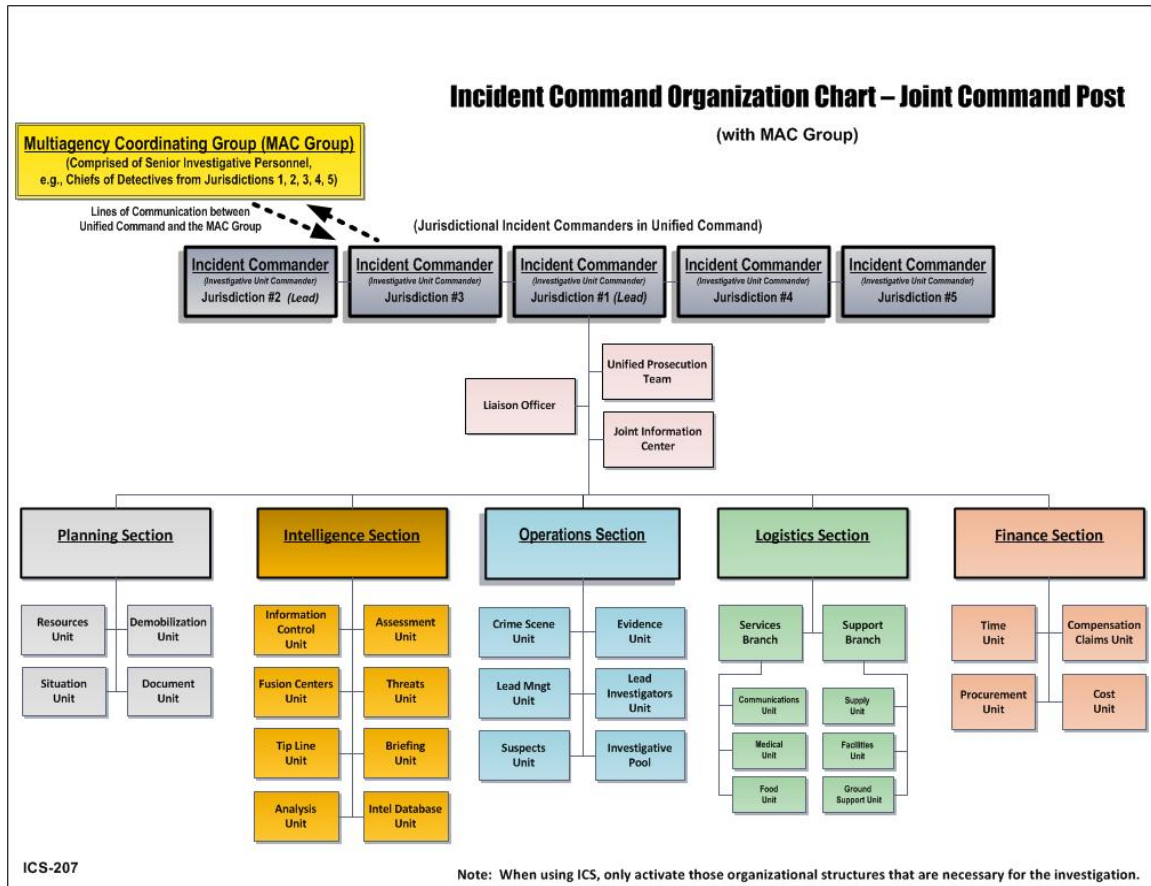 Incident Command Organization Chart – Joint Command Post
(with MAC Group)
Multiagency Coordinating Group (MAC Group)
(Comprised of Senior Investigative Personnel,
e.g., Chiefs of Detectives from Jurisdictions 1, 2, 3, 4, 5)
Lines of Communication between
Unified Command and the MAC Group
(Jurisdictional Incident Commanders in Unified Command)
Incident Commander
(Investigative Unit Commander)
Jurisdiction #2 (Lead)
Incident Commander
(Investigative Unit Commander)
Jurisdiction #3
Incident Commander
(Investigative Unit Commander)
Jurisdiction #1 (Lead)
Incident Commander
(Investigative Unit Commander)
Jurisdiction #4
Incident Commander
(Investigative Unit Commander)
Jurisdiction #5
Unified Prosecution
Team
Liaison Officer
Joint Information
Center
Planning Section
Resources
Unit
Demobilization
Unit
Situation
Unit
Document
Unit
Intelligence Section
Information
Control
Unit
Assessment
Unit
Fusion Centers
Unit
Threats
Unit
Tip Line
Unit
Briefing
Unit
Analysis
Unit
Intel Database
Unit
Operations Section
Crime Scene
Unit
Evidence
Unit
Lead Mngt
Unit
Lead
Investigators
Unit
Suspects
Unit
Investigative
Pool
Logistics Section
Services
Branch
Support
Branch
Communications
Unit
Supply
Unit
Medical
Unit
Facilities
Unit
Food
Unit
Ground
Support Unit
Finance Section
Time
Unit
Compensation
Claims Unit
Procurement
Unit
Cost
Unit
ICS-207
Note: When using ICS, only activate those organizational structures that are necessary for the investigation.